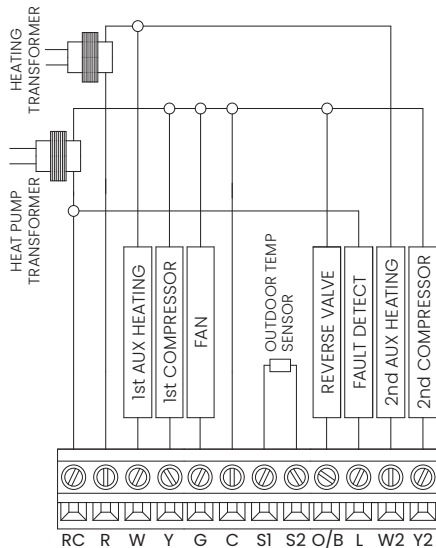 HEATING
TRANSFORMER
HEAT PUMP
TRANSFORMER
1st AUX HEATING
1st COMPRESSOR
FAN
OUTDOOR TEMP
SENSOR
REVERSE VALVE
FAULT DETECT
2nd AUX HEATING
2nd COMPRESSOR
RC R W Y G C S1 S2 O/B L W2 Y2